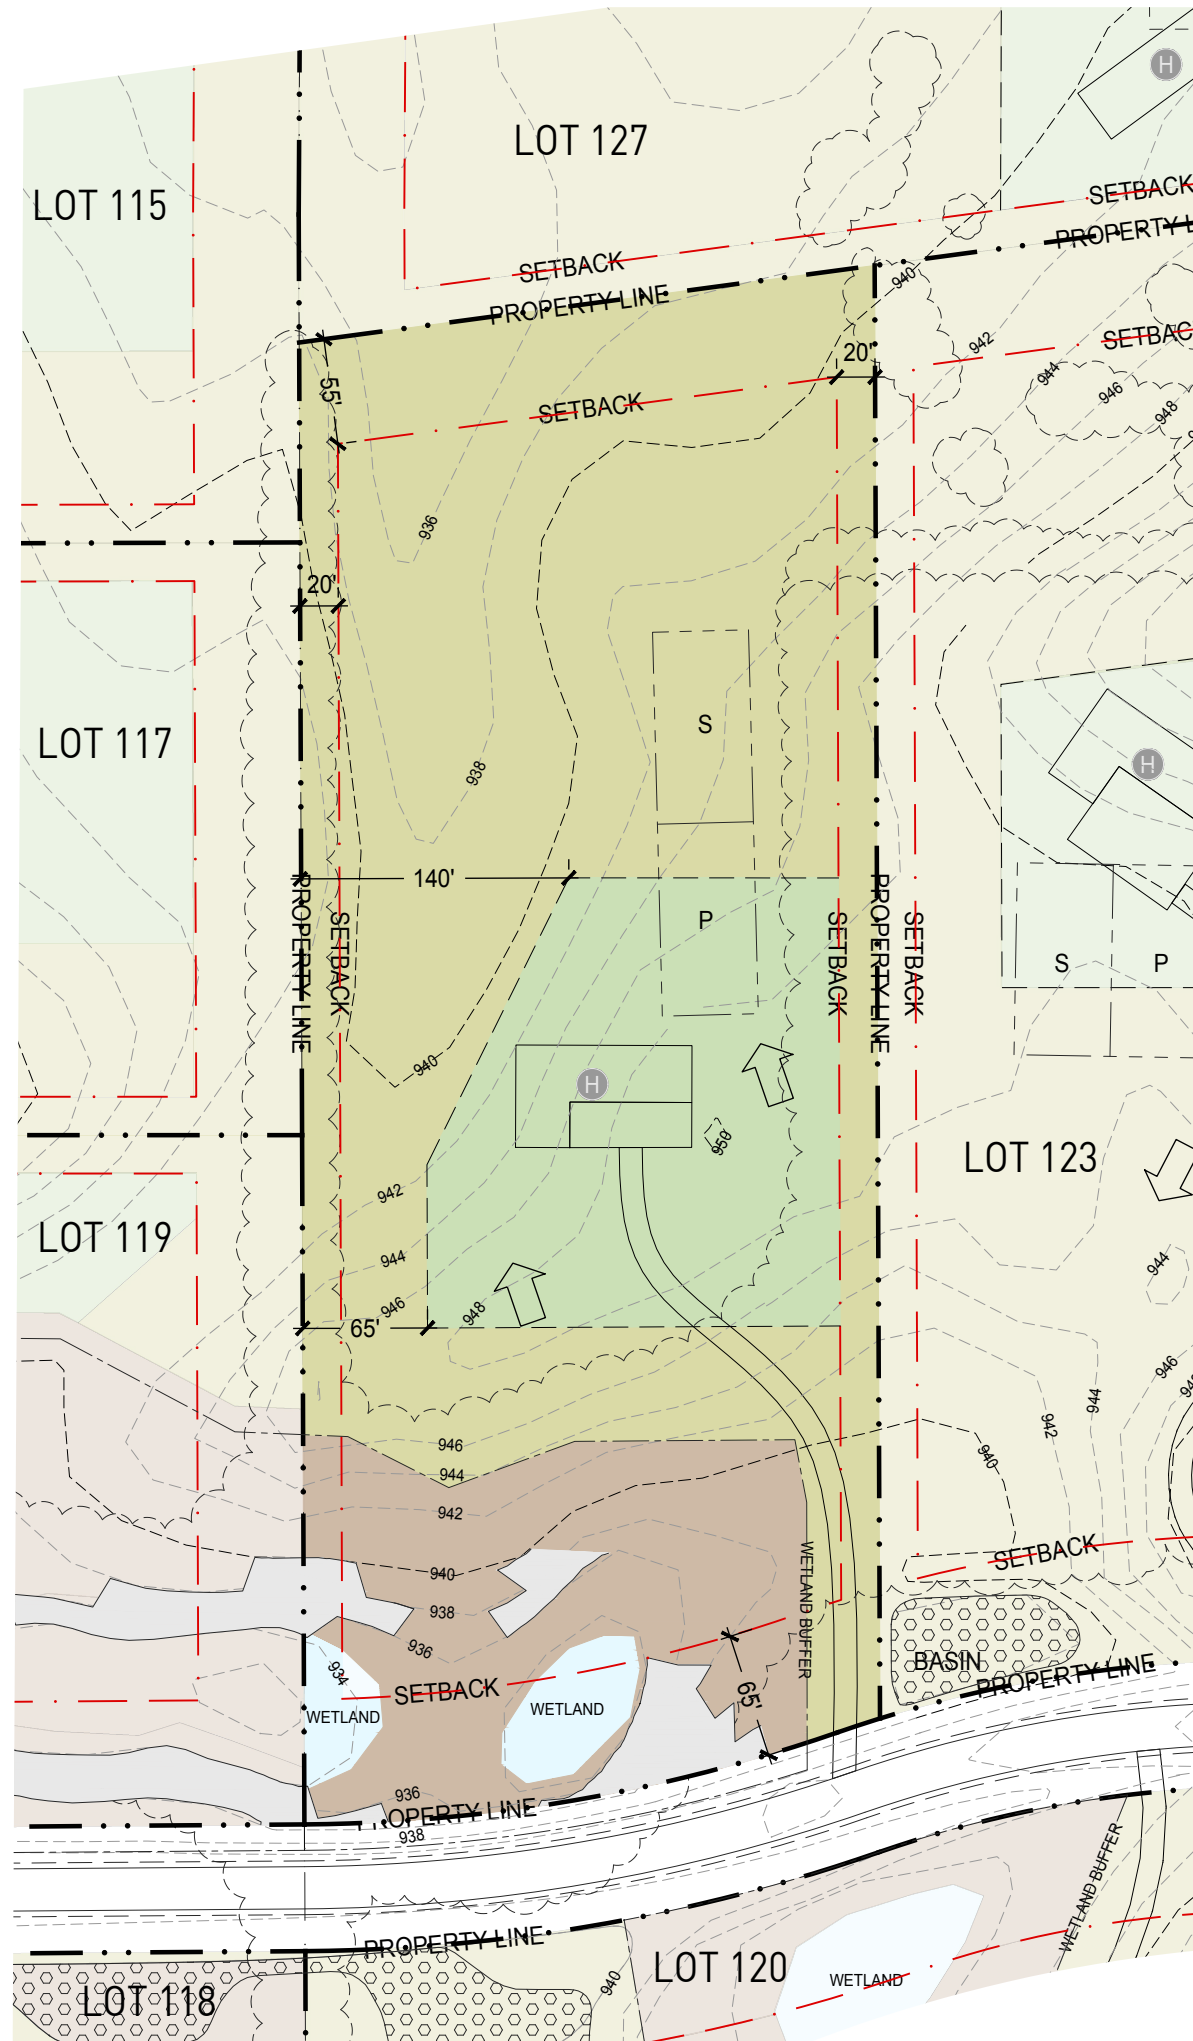 H
LOT 127
LOT 115
SETBACK
PROPERTY L
SETBACK
940
PROPERTY LINE
SETBAC
942
20'
944
946
948
55'
SETBACK
936
20'
S
LOT 117
938
H
140'
P
PROPERTY LINE
SETBACK
SETBACK
PROPERTY LINE
SETBACK
S
P
940
H
950
LOT 123
942
LOT 119
944
944
946
948
65'
946
944
942
946
940
944
942
SETBACK
940
938
WETLAND BUFFER
936
934
BASIN
PROPERTY LINE
SETBACK
65'
WETLAND
WETLAND
936
OPERTY LINE
938
WETLAND BUFFER
PROPERTY LINE
LOT 120
940
WETLAND
LOT 118